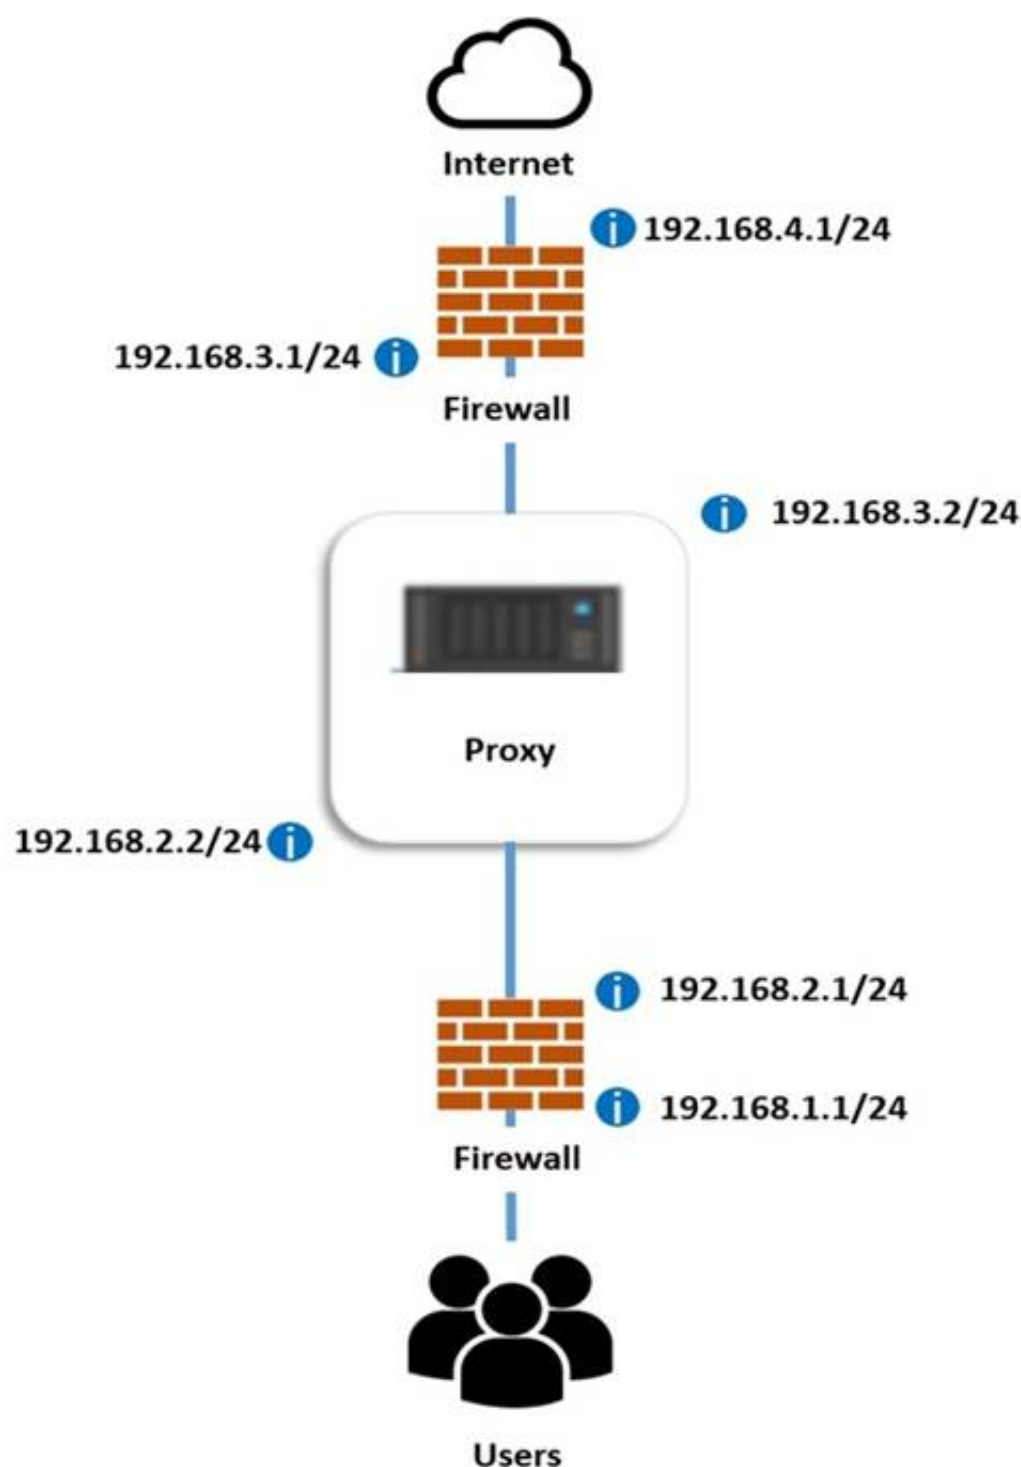 Internet
192.168.4.1/24
192.168.3.1/24
Firewall
192.168.3.2/24
Proxy
192.168.2.2/24
192.168.2.1/24
192.168.1.1/24
Firewall
Users